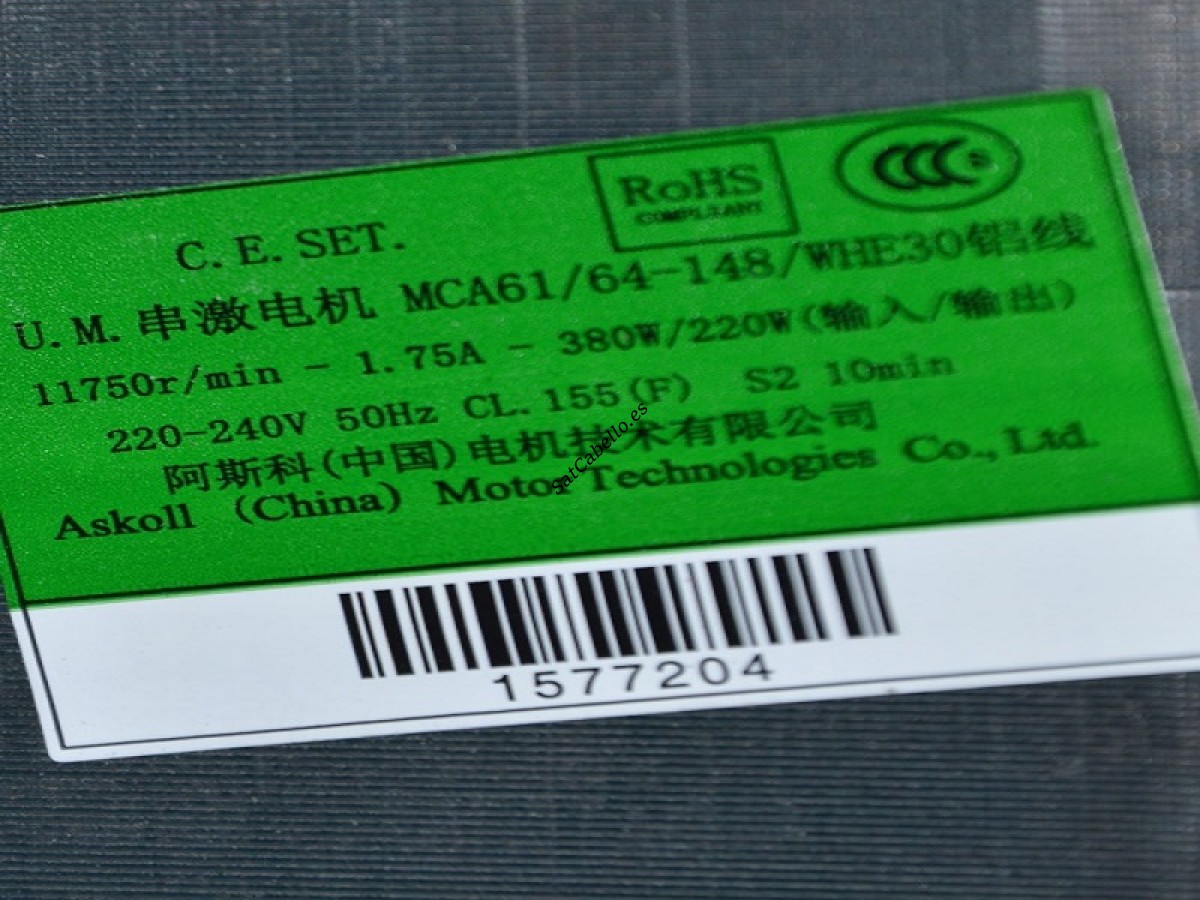 RoHS
COMPLIANT
CCC S
C. E. SET.
U. M. 串激电机 MCA61/64-148/WHE30铝线
11750r/min - 1.75A - 380W/220W(输入/输出)
220-240V 50Hz CL. 155(F) S2 10min
阿斯科(中国)电机技术有限公司
Askoll (China) Motor Technologies Co., Ltd.
satCabello.es
1577204